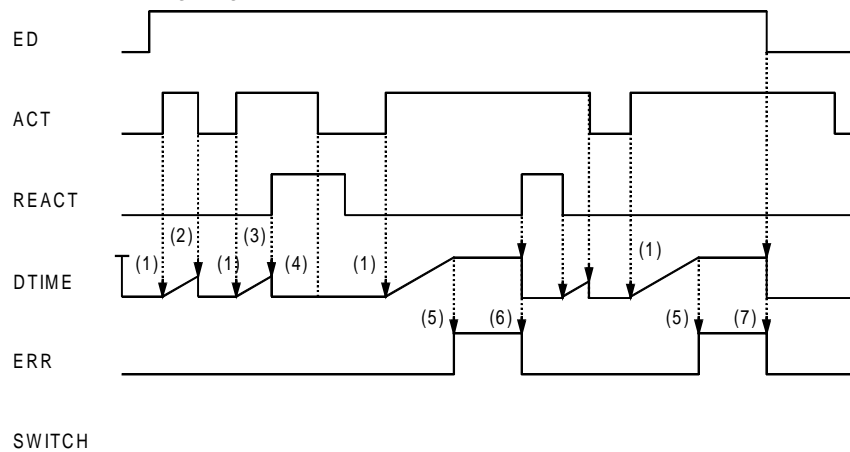 ED
ACT
REACT
(2) (3)
(1) (1) (4) (1) (1)
DTIME
(5) (6) (5) (7)
ERR
SWITCH